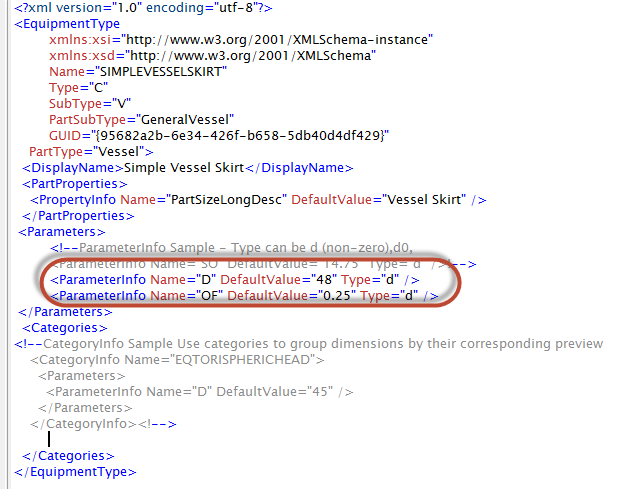 <?xml version="1.0" encoding="utf-8"?>
<EquipmentType
xmlns:xsi="http://www.w3.org/2001/XMLSchema-instance"
xmlns:xsd="http://www.w3.org/2001/XMLSchema"
Name="SIMPLEVESSELSKIRT"
Type="C"
SubType="V"
PartSubType="GeneralVessel"
GUID="{95682a2b-6e34-426f-b658-5db40d4df429}"
PartType="Vessel">
<DisplayName>Simple Vessel Skirt</DisplayName>
<PartProperties>
<PropertyInfo Name="PartSizeLongDesc" DefaultValue="Vessel Skirt" />
</PartProperties>
<Parameters>
<!--ParameterInfo Sample - Type can be d (non-zero),d0,
<ParameterInfo Name="SO" DefaultValue="14.75" Type="d" /><!-->
<ParameterInfo Name="D" DefaultValue="48" Type="d" />
<ParameterInfo Name="OF" DefaultValue="0.25" Type="d" />
</Parameters>
<Categories>
<!--CategoryInfo Sample Use categories to group dimensions by their corresponding preview
<CategoryInfo Name="EQTORISPHERICHEAD">
<Parameters>
<ParameterInfo Name="D" DefaultValue="45" />
</Parameters>
</CategoryInfo><!-->
</Categories>
</EquipmentType>